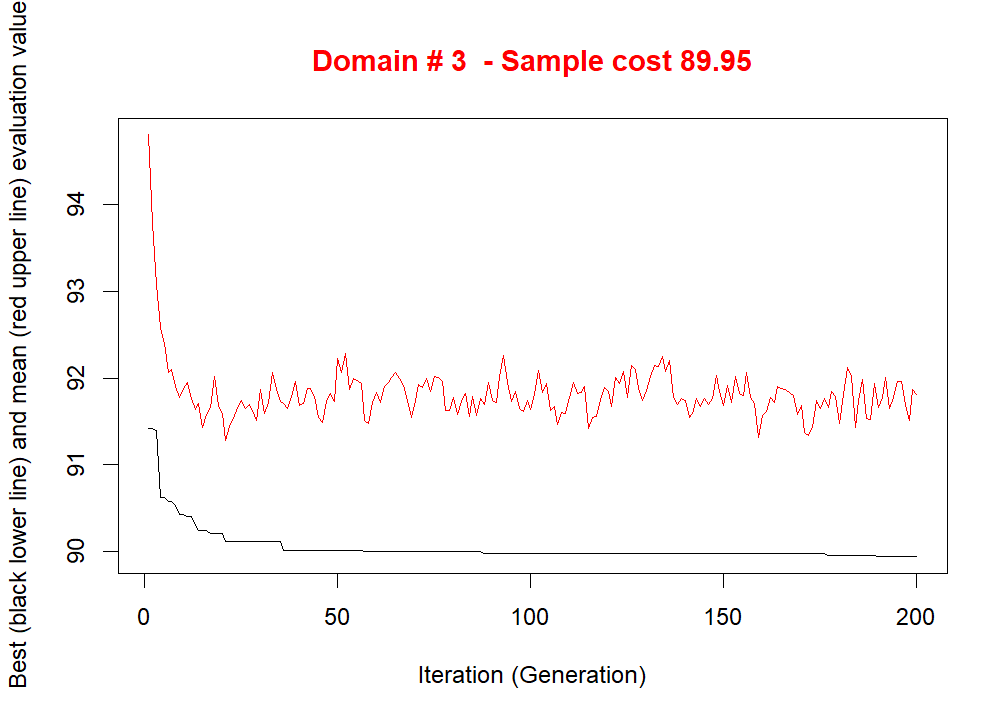 Domain # 3  - Sample cost 89.95
Best (black lower line) and mean (red upper line) evaluation value
94
93
92
91
90
0 50 100 150 200
Iteration (Generation)